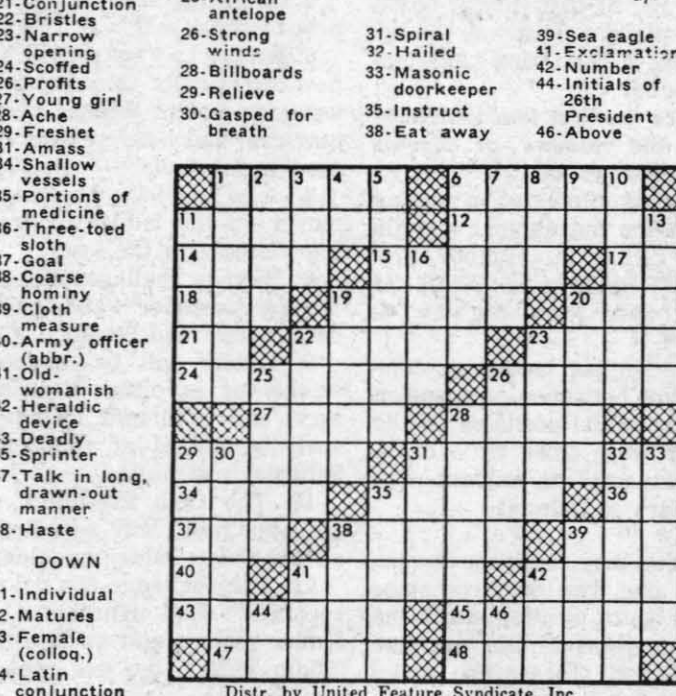 21-Conjunction
22-Bristles
23-Narrow
opening
24-Scoffed
26-Profits
27-Young girl
28-Ache
29-Freshet
31-Amass
34-Shallow
vessels
35-Portions of
medicine
36-Three-toed
sloth
37-Goal
38-Coarse
hominy
39-Cloth
measure
40-Army officer
(abbr.)
41-Old-
womanish
42-Heraldic
device
43-Deadly
45-Sprinter
47-Talk in long,
drawn-out
manner
48-Haste
DOWN
1-Individual
2-Matures
3-Female
(colloq.)
4-Latin
conjunction
antelope
26-Strong
winds
28-Billboards
29-Relieve
30-Gasped for
breath
31-Spiral
32-Hailed
33-Masonic
doorkeeper
35-Instruct
38-Eat away
39-Sea eagle
41-Exclamation
42-Number
44-Initials of
26th
President
46-Above
1 2 3 4 5 6 7 8 9 10
11 12 13
14 15 16 17
18 19 20
21 22 23
24 25 26
27 28
29 30 31 32 33
34 35 36
37 38 39
40 41 42
43 44 45 46
47 48
Distr. by United Feature Syndicate, Inc.